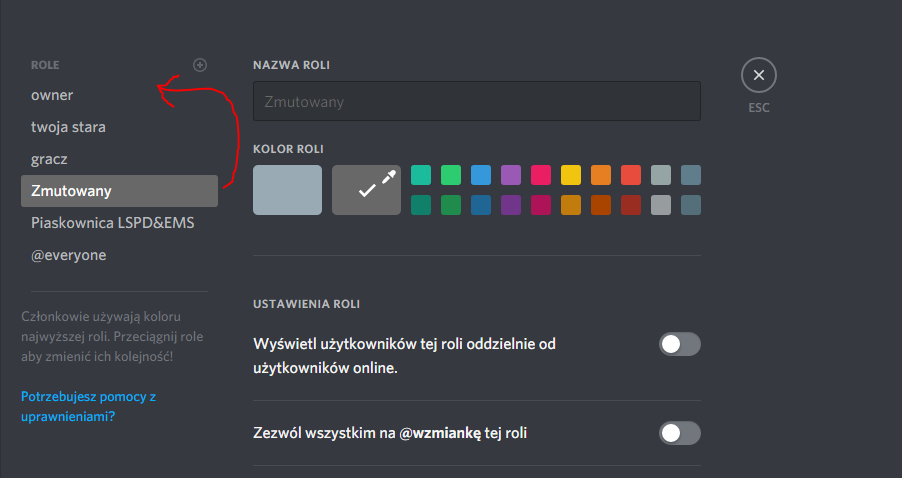 ROLE
owner
twoja stara
gracz
Zmutowany
Piaskownica LSPD&EMS
@everyone
Członkowie używają koloru
najwyższej roli. Przeciągnij role
aby zmienić ich kolejność!
Potrzebujesz pomocy z
uprawnieniami?
NAZWA ROLI
Zmutowany
KOLOR ROLI
USTAWIENIA ROLI
Wyświetl użytkowników tej roli oddzielnie od
użytkowników online.
Zezwól wszystkim na @wzmiankę tej roli
ESC